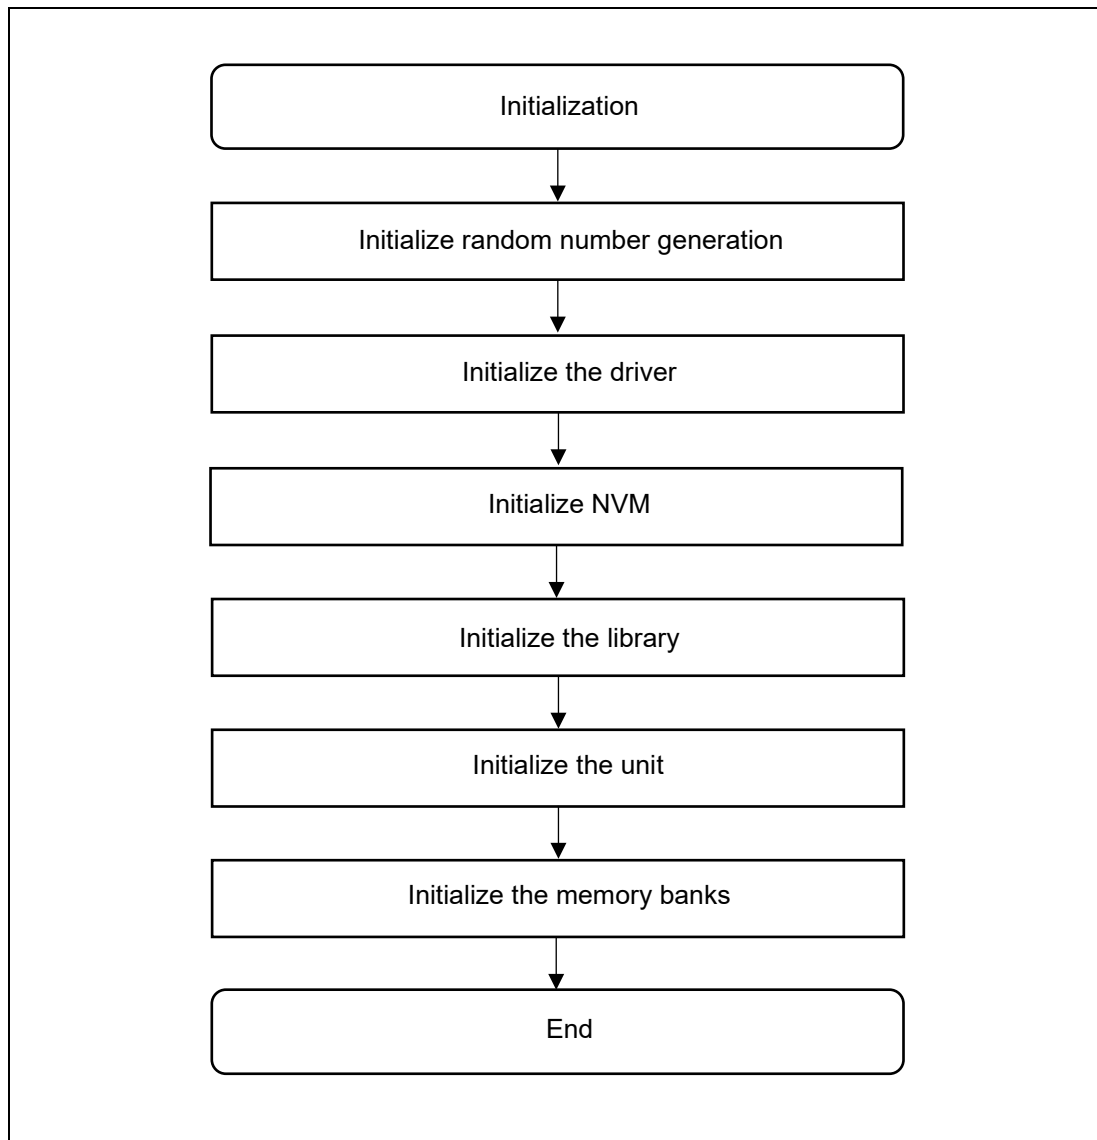 Initialization
Initialize random number generation
Initialize the driver
Initialize NVM
Initialize the library
Initialize the unit
Initialize the memory banks
End